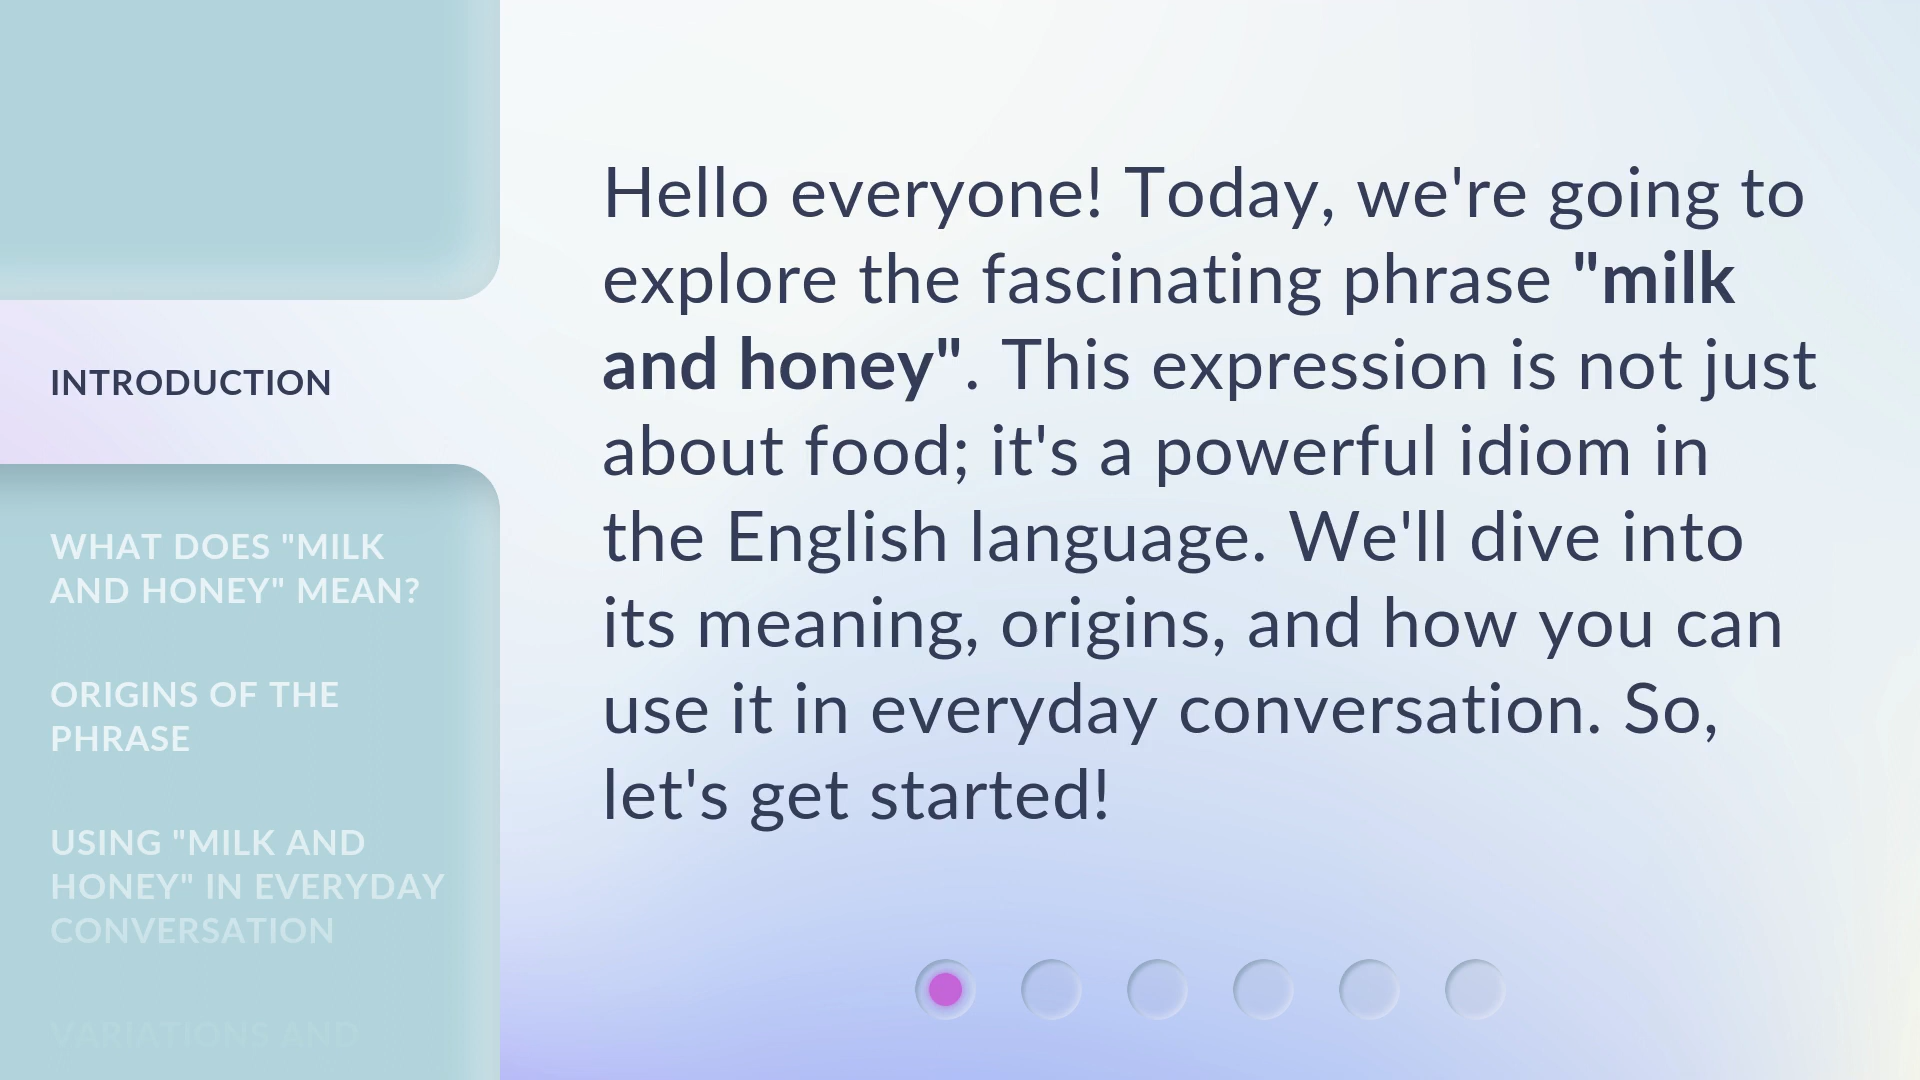 INTRODUCTION
WHAT DOES "MILK
AND HONEY" MEAN?
ORIGINS OF THE
PHRASE
USING "MILK AND
HONEY" IN EVERYDAY
CONVERSATION
VARIATIONS AND
Hello everyone! Today, we're going to
explore the fascinating phrase "milk
and honey". This expression is not just
about food; it's a powerful idiom in
the English language. We'll dive into
its meaning, origins, and how you can
use it in everyday conversation. So,
let's get started!